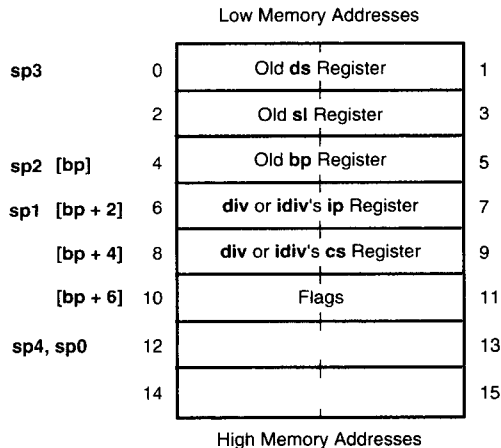 Low Memory Addresses
sp3 0 Old ds Register 1
2 Old sl Register 3
sp2 [bp] 4 Old bp Register 5
sp1 [bp + 2] 6 div or idiv's ip Register 7
[bp + 4] 8 div or idiv's cs Register 9
[bp + 6] 10 Flags 11
sp4, sp0 12 13
14 15
High Memory Addresses